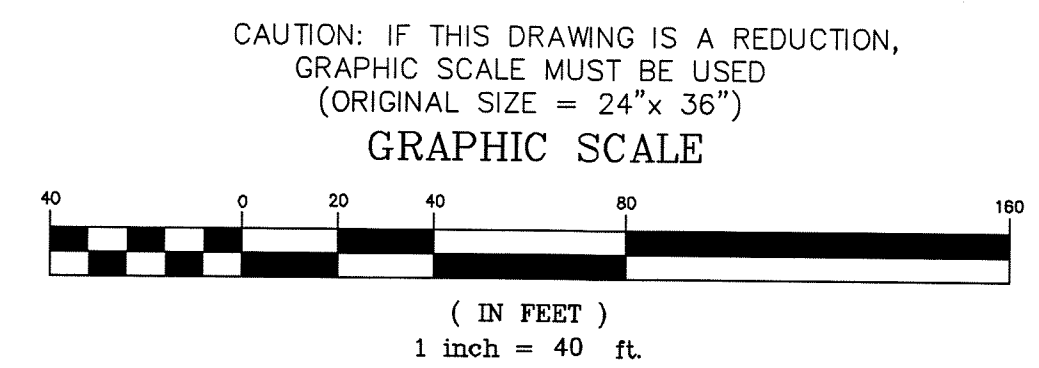 CAUTION: IF THIS DRAWING IS A REDUCTION,
GRAPHIC SCALE MUST BE USED
(ORIGINAL SIZE = 24"x 36")
GRAPHIC SCALE
40 0 20 40 80 160
( IN FEET )
1 inch = 40 ft.